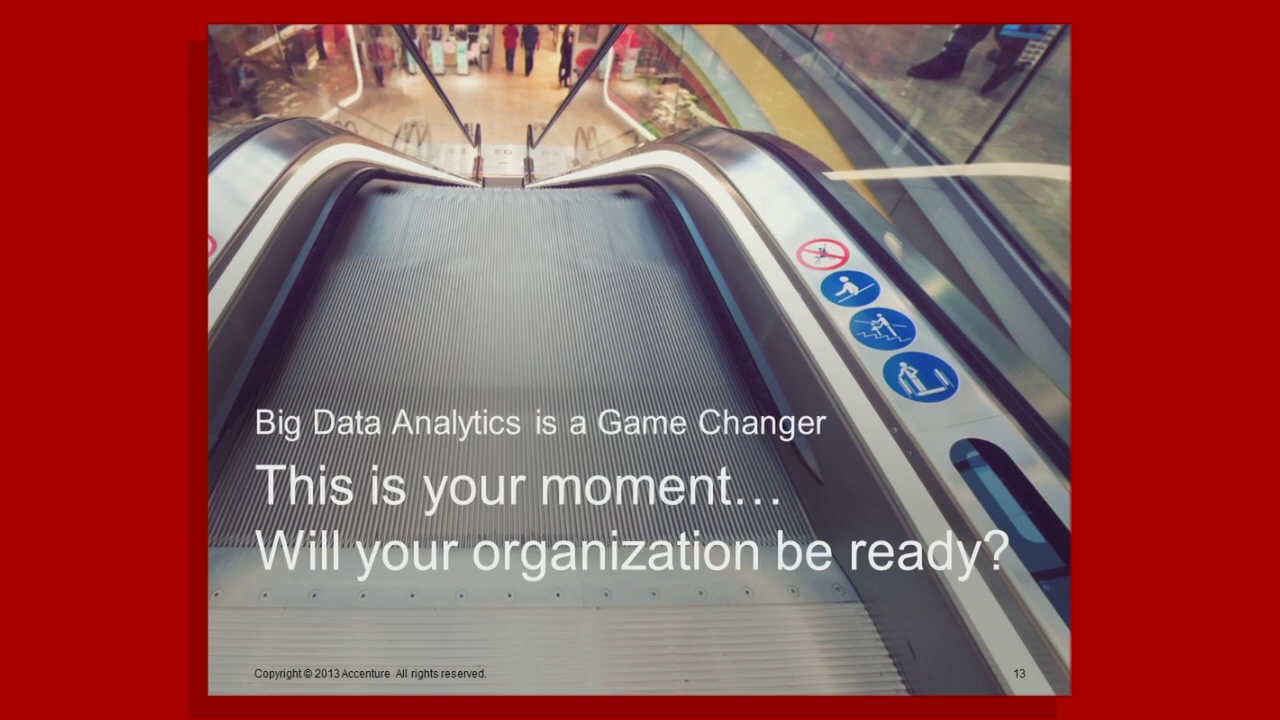 Big Data Analytics is a Game Changer
This is your moment…
Will your organization be ready?
Copyright © 2013 Accenture All rights reserved.
13